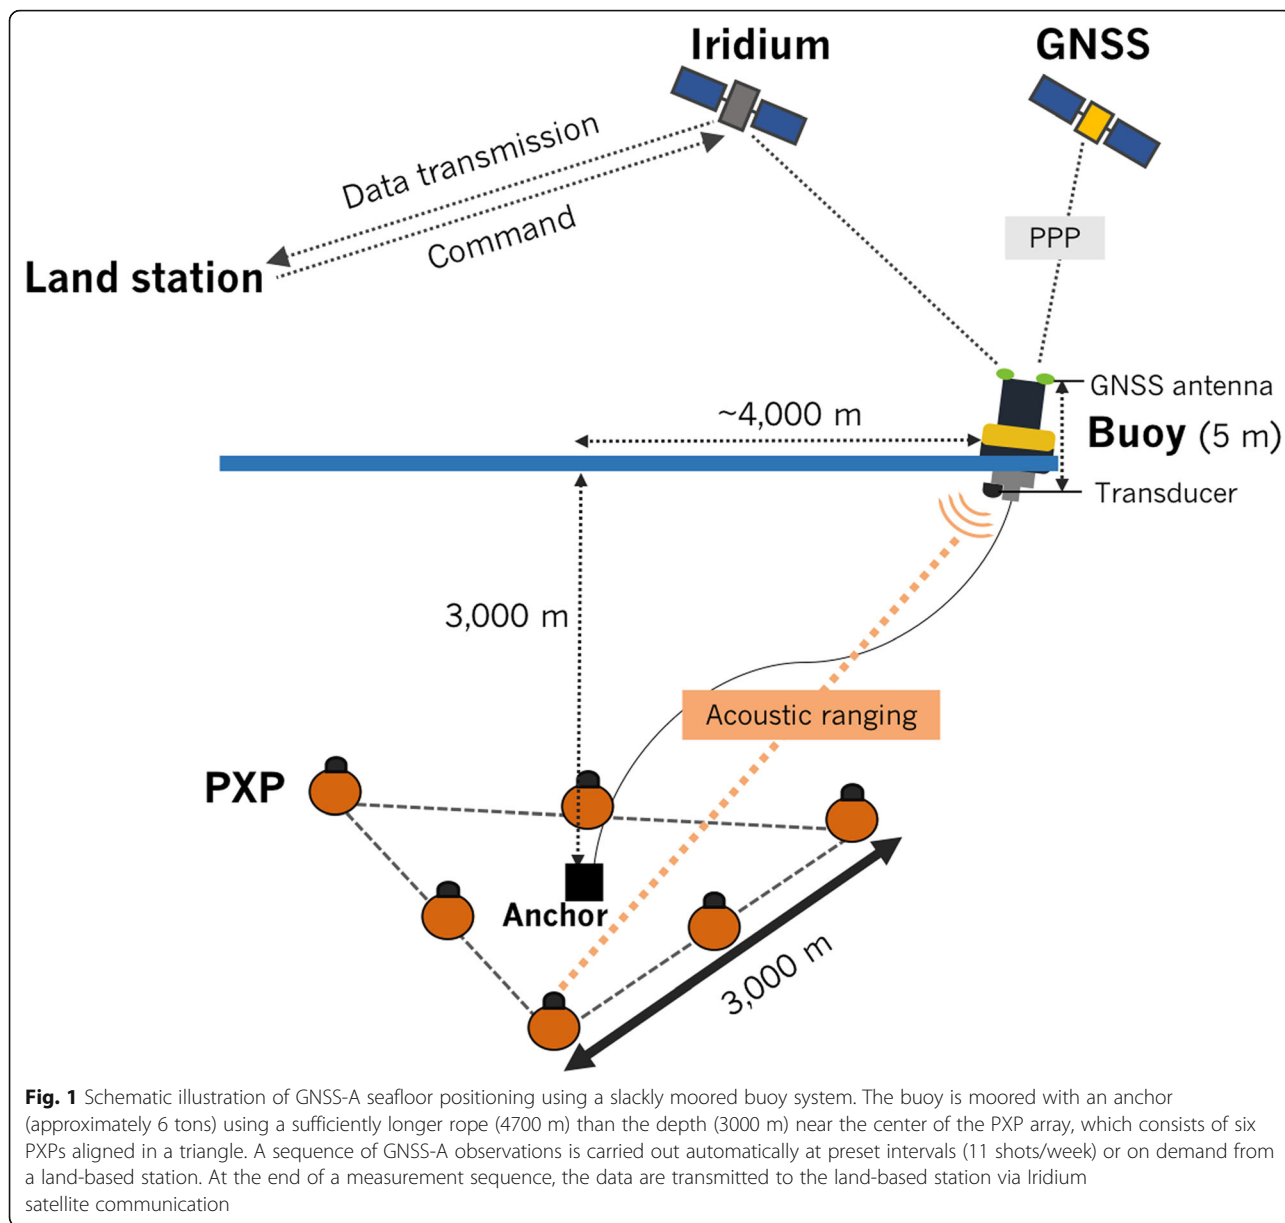 Iridium
GNSS
Data transmission
Command
PPP
Land station
GNSS antenna
~4,000 m
Buoy (5 m)
Transducer
3,000 m
Acoustic ranging
PXP
Anchor
3,000 m
Fig. 1 Schematic illustration of GNSS-A seafloor positioning using a slackly moored buoy system. The buoy is moored with an anchor
(approximately 6 tons) using a sufficiently longer rope (4700 m) than the depth (3000 m) near the center of the PXP array, which consists of six
PXPs aligned in a triangle. A sequence of GNSS-A observations is carried out automatically at preset intervals (11 shots/week) or on demand from
a land-based station. At the end of a measurement sequence, the data are transmitted to the land-based station via Iridium
satellite communication